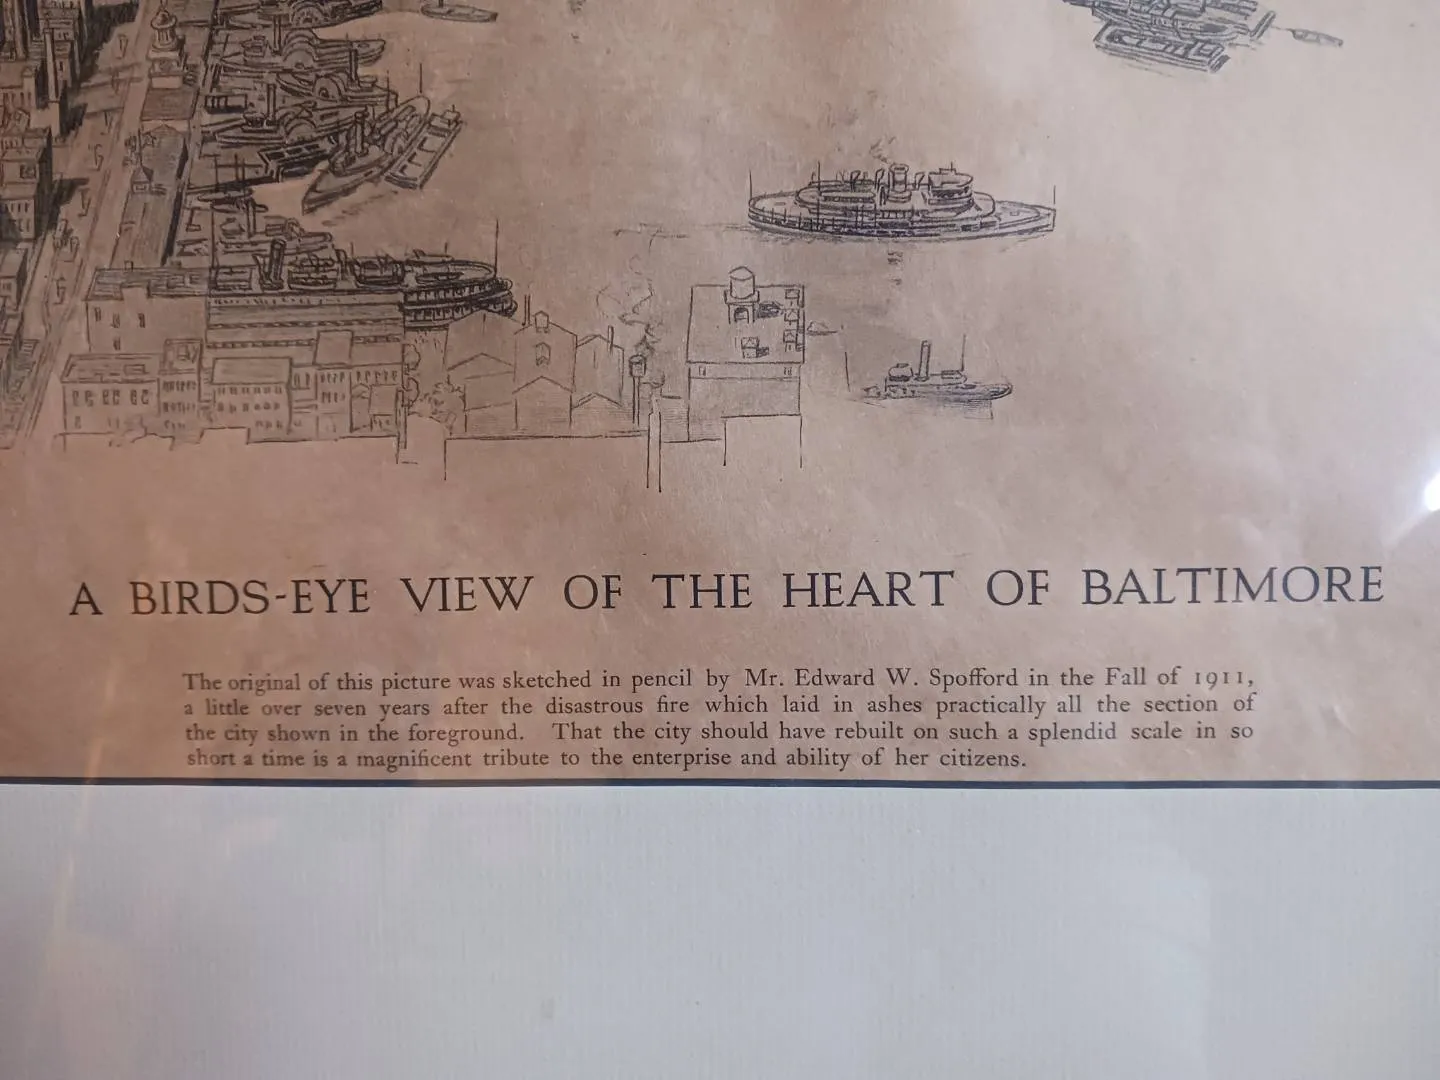 A BIRDS-EYE VIEW OF THE HEART OF BALTIMORE
The original of this picture was sketched in pencil by Mr. Edward W. Spofford in the Fall of 1911,
a little over seven years after the disastrous fire which laid in ashes practically all the section of
the city shown in the foreground. That the city should have rebuilt on such a splendid scale in so
short a time is a magnificent tribute to the enterprise and ability of her citizens.